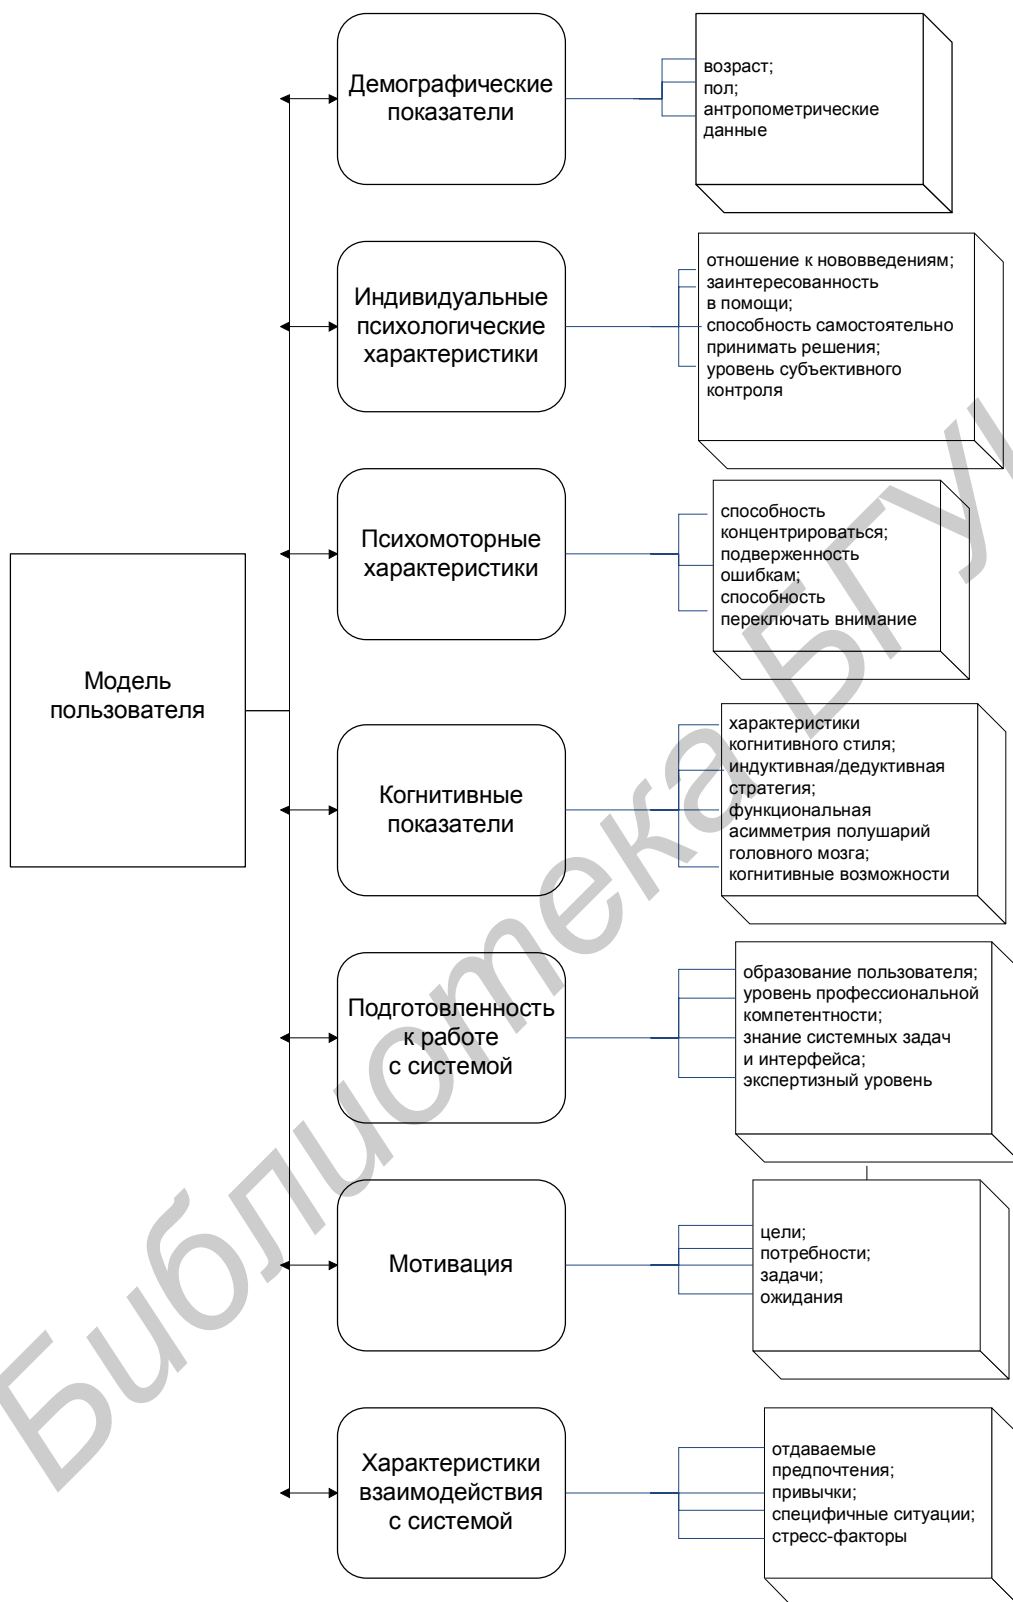 Демографические
показатели
возраст;
пол;
антропометрические
данные
Индивидуальные
психологические
характеристики
отношение к нововведениям;
заинтересованность
в помощи;
способность самостоятельно
принимать решения;
уровень субъективного
контроля
Психомоторные
характеристики
способность
концентрироваться;
подверженность
ошибкам;
способность
переключать внимание
Модель
пользователя
Когнитивные
показатели
характеристики
когнитивного стиля;
индуктивная/дедуктивная
стратегия;
функциональная
асимметрия полушарий
головного мозга;
когнитивные возможности
Подготовленность
к работе
с системой
образование пользователя;
уровень профессиональной
компетентности;
знание системных задач
и интерфейса;
экспертизный уровень
Мотивация
цели;
потребности;
задачи;
ожидания
Характеристики
взаимодействия
с системой
отдаваемые
предпочтения;
привычки;
специфичные ситуации;
стресс-факторы
Библиотека